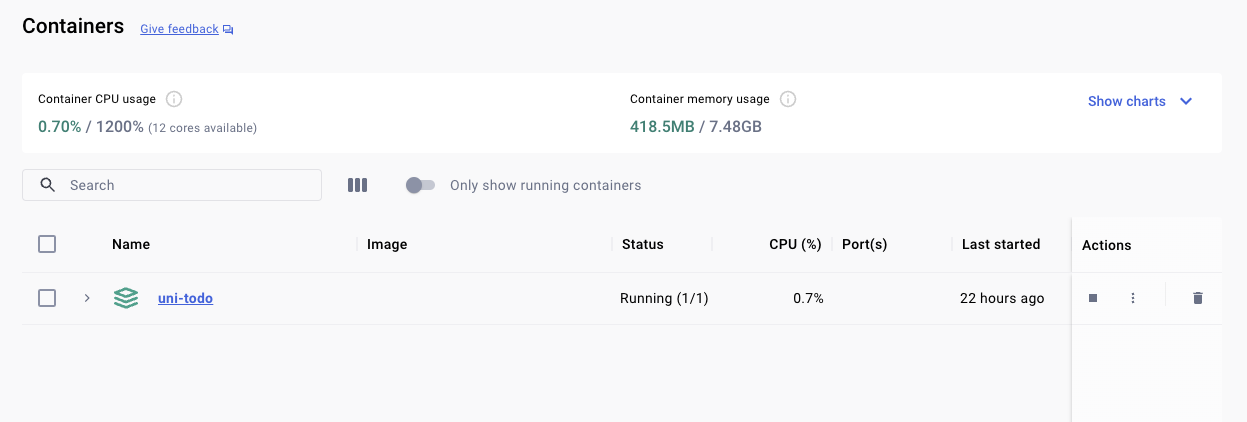 Containers Give feedback
Container CPU usage
0.70% / 1200% (12 cores available)
Container memory usage
418.5MB / 7.48GB
Show charts
Search
Only show running containers
Name Image Status CPU (%) Port(s) Last started Actions
uni-todo Running (1/1) 0.7% 22 hours ago